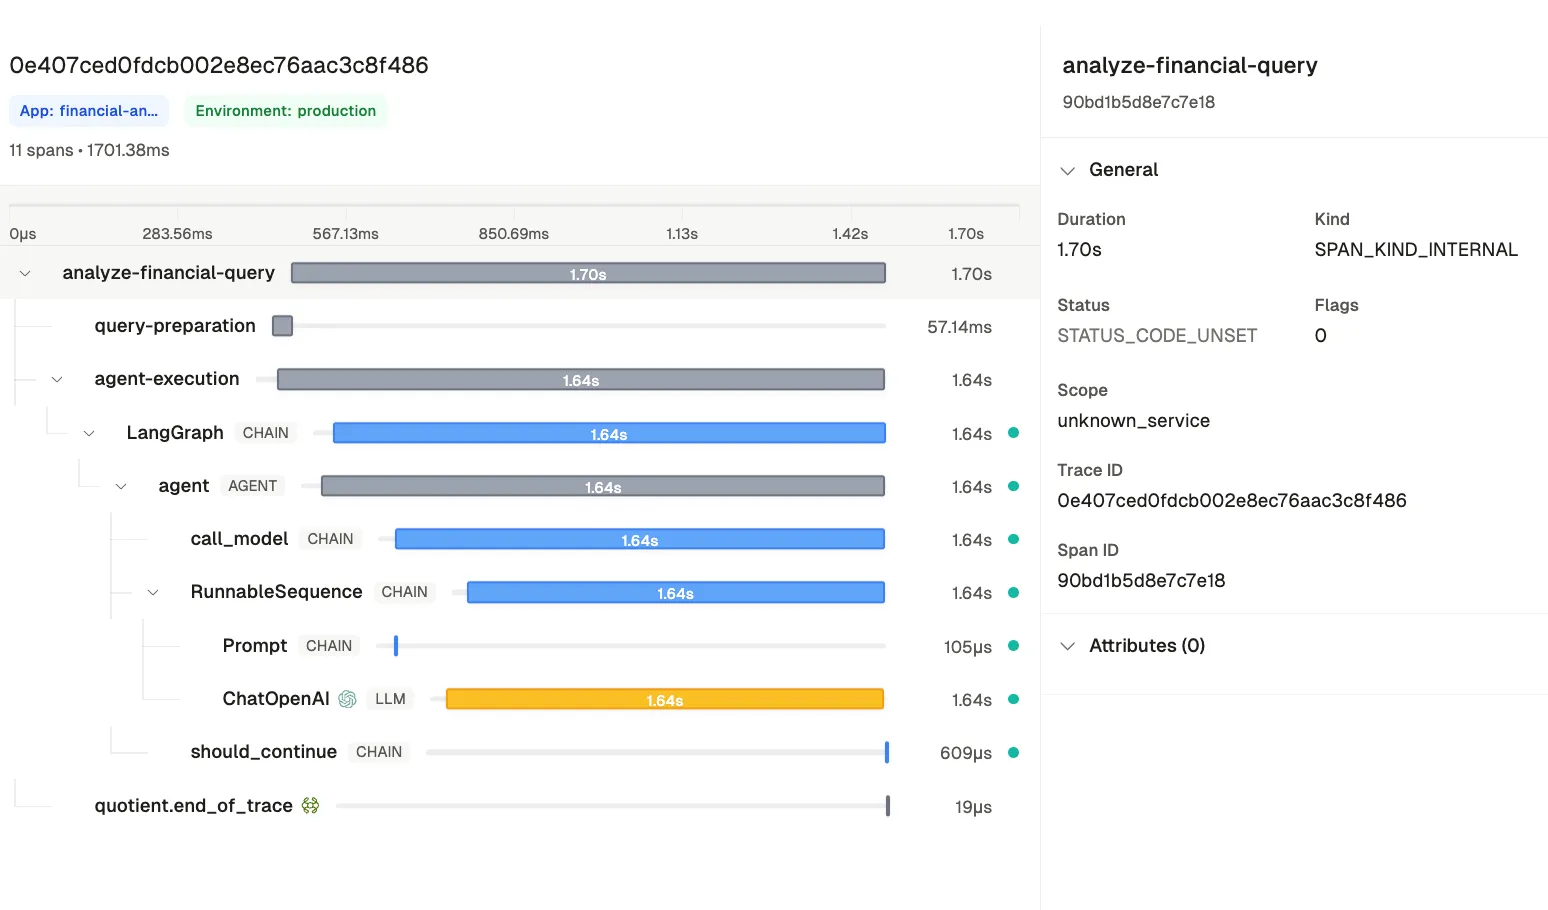 0e407ced0fdcb002e8ec76aac3c8f486
App: financial-an...
Environment: production
11 spans • 1701.38ms
0μs 283.56ms 567.13ms 850.69ms 1.13s 1.42s 1.70s
analyze-financial-query 1.70s 1.70s
query-preparation 57.14ms
agent-execution 1.64s 1.64s
LangGraph CHAIN 1.64s 1.64s
agent AGENT 1.64s 1.64s
call_model CHAIN 1.64s 1.64s
RunnableSequence CHAIN 1.64s 1.64s
Prompt CHAIN 105μs
ChatOpenAI LLM 1.64s 1.64s
should_continue CHAIN 609μs
quotient.end_of_trace 19μs
analyze-financial-query
90bd1b5d8e7c7e18
General
Duration Kind
1.70s SPAN_KIND_INTERNAL
Status Flags
STATUS_CODE_UNSET 0
Scope
unknown_service
Trace ID
0e407ced0fdcb002e8ec76aac3c8f486
Span ID
90bd1b5d8e7c7e18
Attributes (0)